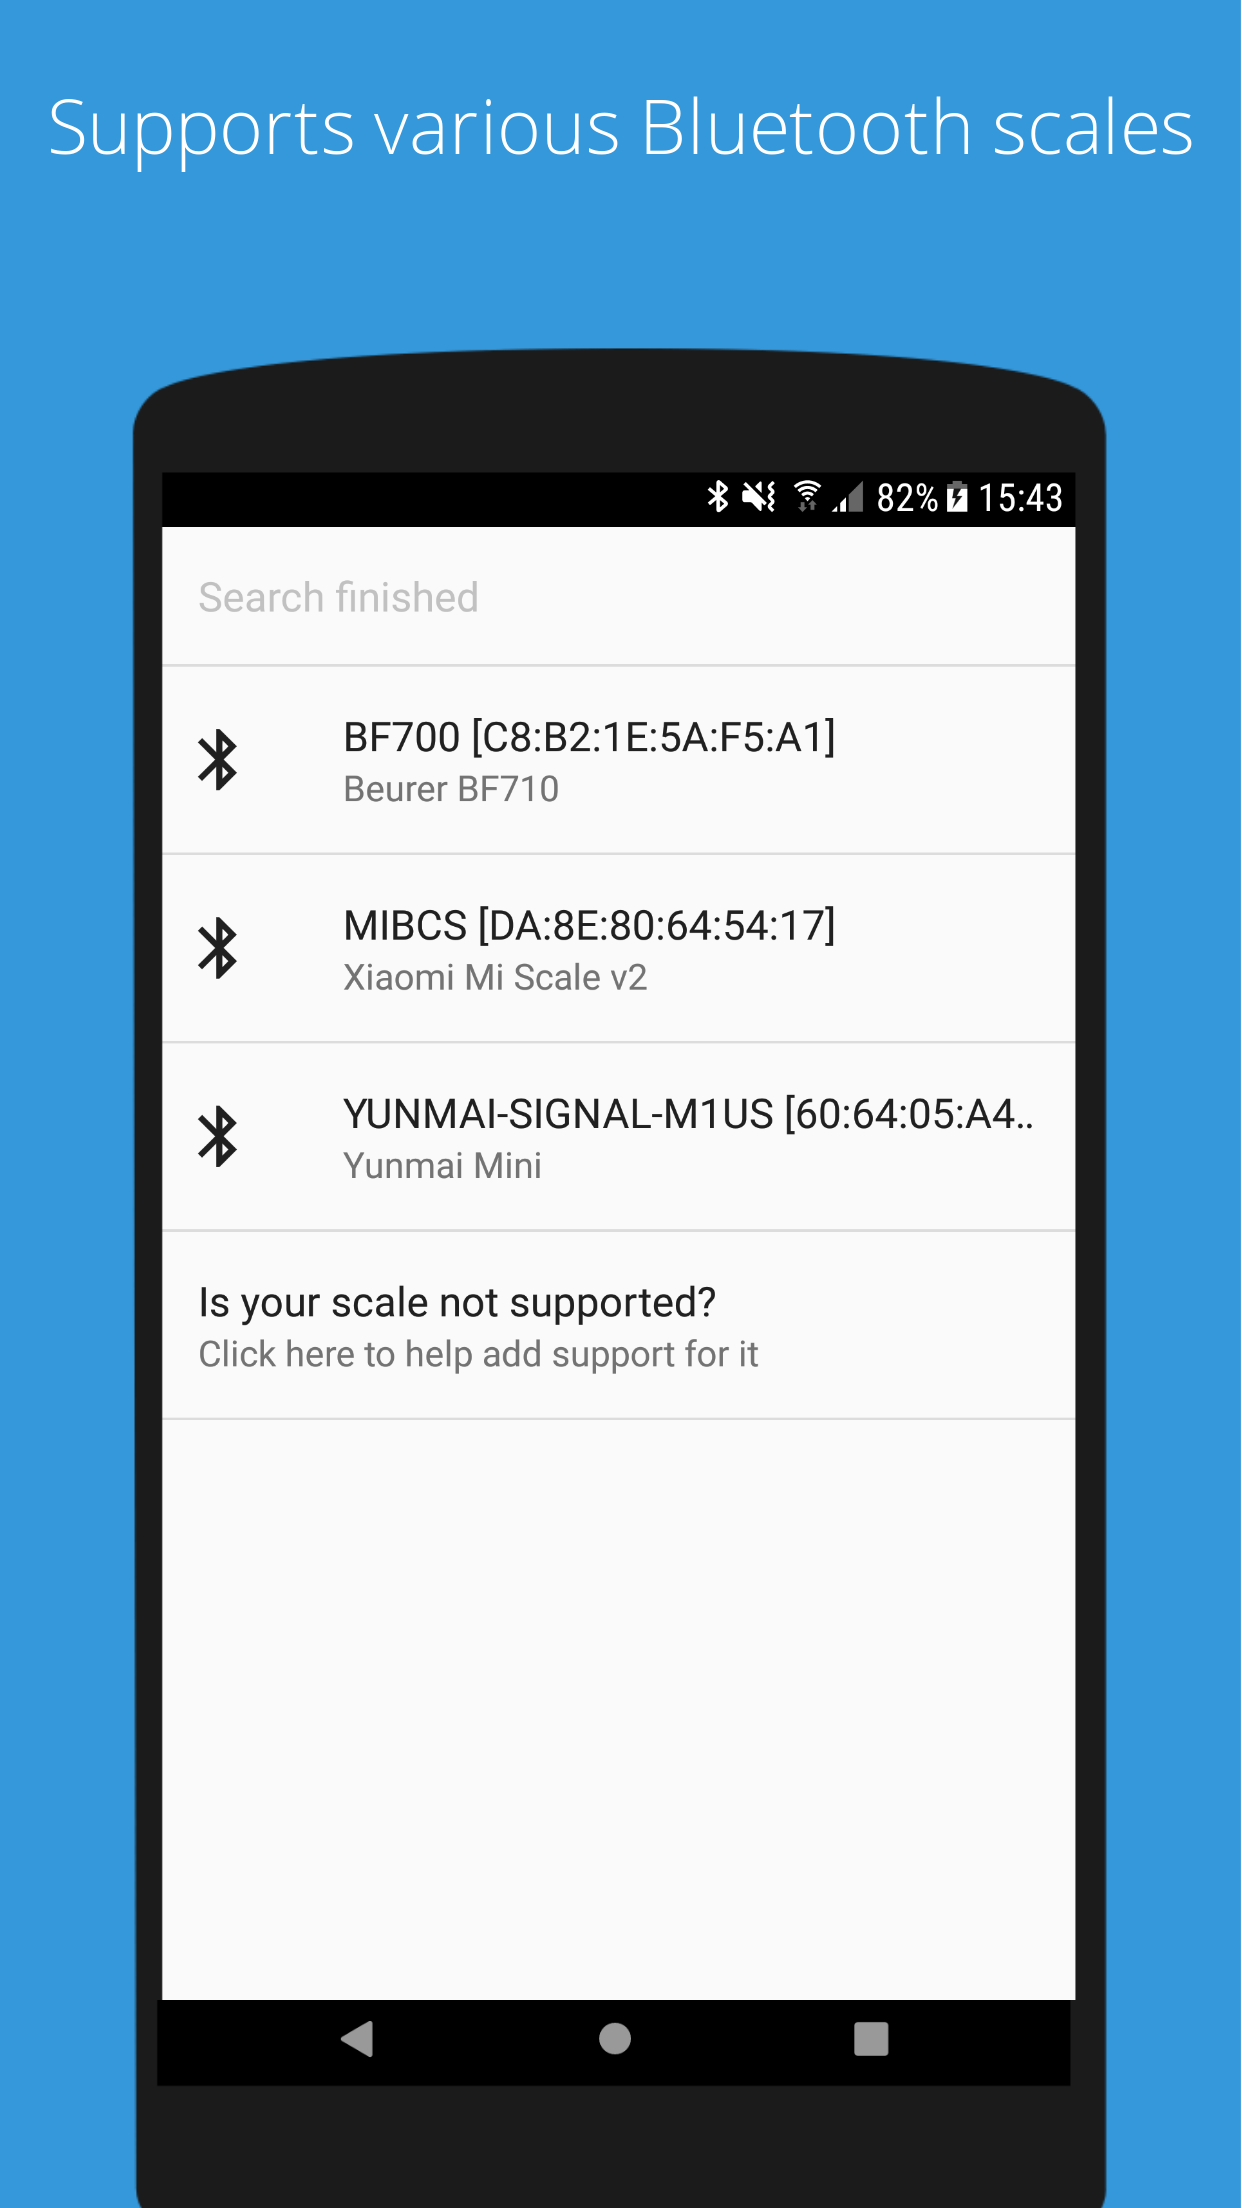 Supports various Bluetooth scales
82% 15:43
Search finished
BF700 [C8:B2:1E:5A:F5:A1]
Beurer BF710
MIBCS [DA:8E:80:64:54:17]
Xiaomi Mi Scale v2
YUNMAI-SIGNAL-M1US [60:64:05:A4..
Yunmai Mini
Is your scale not supported?
Click here to help add support for it